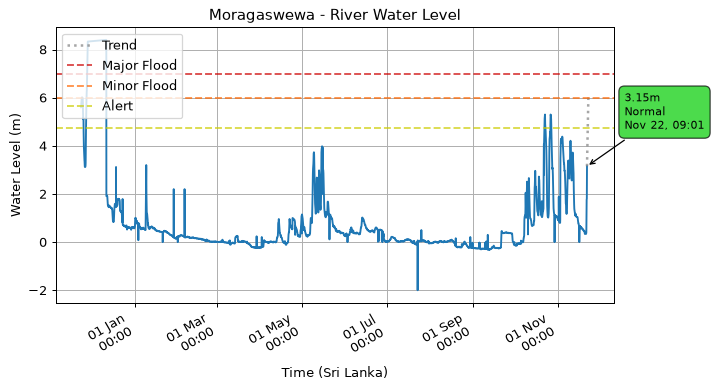 Moragaswewa - River Water Level
Trend
Major Flood
Minor Flood
Alert
3.15m
Normal
Nov 22, 09:01
Water Level (m)
8
6
4
2
0
−2
01 Jan
00:00
01 Mar
00:00
01 May
00:00
01 Jul
00:00
01 Sep
00:00
01 Nov
00:00
Time (Sri Lanka)